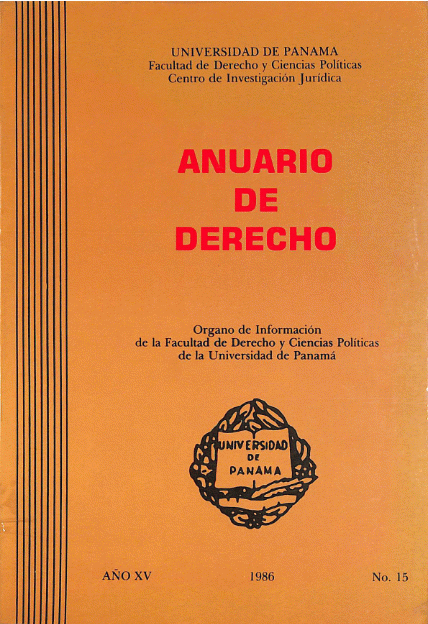 UNIVERSIDAD DE PANAMA
Facultad de Derecho y Ciencias Políticas
Centro de Investigación Jurídica
ANUARIO
DE
DERECHO
Organo de Información
de la Facultad de Derecho y Ciencias Políticas
de la Universidad de Panamá
UNIVERSIDAD
DE
PANAMA
AÑO XV 1986 No. 15